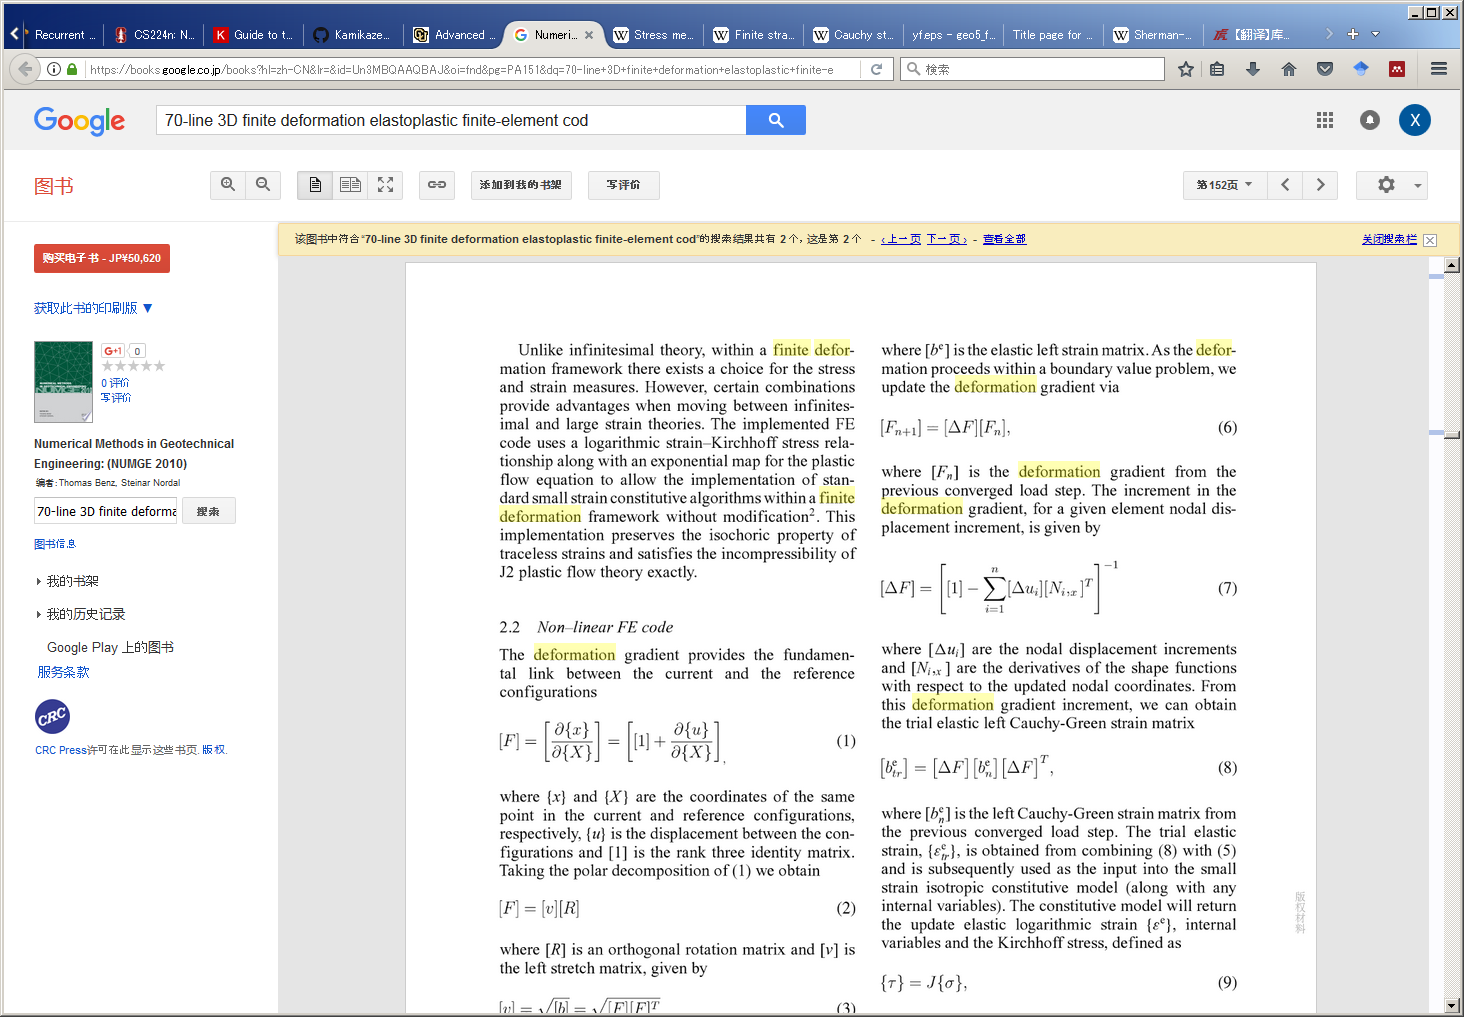 Recurrent ...
CS224n: N...
Guide to t...
Kamikaze...
Advanced ...
Numeri...
Stress me...
Finite stra...
Cauchy st...
yf.eps - geo5_f...
Title page for ...
Sherman-...
【翻译】库...
https://books.google.co.jp/books?hl=zh-CN&lr=&id=Un3MBQAAQBAJ&oi=fnd&pg=PA151&dq=70-line+3D+finite+deformation+elastoplastic+finite-e
検索
Google
70-line 3D finite deformation elastoplastic finite-element cod
X
图书
添加到我的书架
写评价
第152页
购买电子书 - JP¥50,620
该图书中符合"70-line 3D finite deformation elastoplastic finite-element cod"的搜索结果共有 2 个，这是第 2 个 - ‹ 上一页 下一页 › - 查看全部
关闭搜索栏
获取此书的印刷版 ▼
G+1 0
0 评价
写评价
Numerical Methods in Geotechnical
Engineering: (NUMGE 2010)
编者：Thomas Benz, Steinar Nordal
70-line 3D finite deforma
搜索
图书信息
我的书架
我的历史记录
Google Play 上的图书
服务条款
CRC
CRC Press许可在此显示这些书页. 版权.
Unlike infinitesimal theory, within a finite defor-
mation framework there exists a choice for the stress
and strain measures. However, certain combinations
provide advantages when moving between infinites-
imal and large strain theories. The implemented FE
code uses a logarithmic strain–Kirchhoff stress rela-
tionship along with an exponential map for the plastic
flow equation to allow the implementation of stan-
dard small strain constitutive algorithms within a finite
deformation framework without modification². This
implementation preserves the isochoric property of
traceless strains and satisfies the incompressibility of
J2 plastic flow theory exactly.
2.2 Non–linear FE code
The deformation gradient provides the fundamen-
tal link between the current and the reference
configurations
[F] = [∂{x}/∂{X}] = [[1] + ∂{u}/∂{X}], (1)
where {x} and {X} are the coordinates of the same
point in the current and reference configurations,
respectively, {u} is the displacement between the con-
figurations and [1] is the rank three identity matrix.
Taking the polar decomposition of (1) we obtain
[F] = [v][R] (2)
where [R] is an orthogonal rotation matrix and [v] is
the left stretch matrix, given by
[v] = √[b] = √[F][F]ᵀ (3)
where [bᵉ] is the elastic left strain matrix. As the defor-
mation proceeds within a boundary value problem, we
update the deformation gradient via
[Fₙ₊₁] = [ΔF][Fₙ], (6)
where [Fₙ] is the deformation gradient from the
previous converged load step. The increment in the
deformation gradient, for a given element nodal dis-
placement increment, is given by
[ΔF] = [[1] − ∑ⁿᵢ₌₁[Δuᵢ][Nᵢ,ₓ]ᵀ]⁻¹ (7)
where [Δuᵢ] are the nodal displacement increments
and [Nᵢ,ₓ] are the derivatives of the shape functions
with respect to the updated nodal coordinates. From
this deformation gradient increment, we can obtain
the trial elastic left Cauchy-Green strain matrix
[bᵉₜᵣ] = [ΔF][bᵉₙ][ΔF]ᵀ, (8)
where [bᵉₙ] is the left Cauchy-Green strain matrix from
the previous converged load step. The trial elastic
strain, {εᵉₜᵣ}, is obtained from combining (8) with (5)
and is subsequently used as the input into the small
strain isotropic constitutive model (along with any
internal variables). The constitutive model will return
the update elastic logarithmic strain {εᵉ}, internal
variables and the Kirchhoff stress, defined as
{τ} = J{σ}, (9)
版权材料